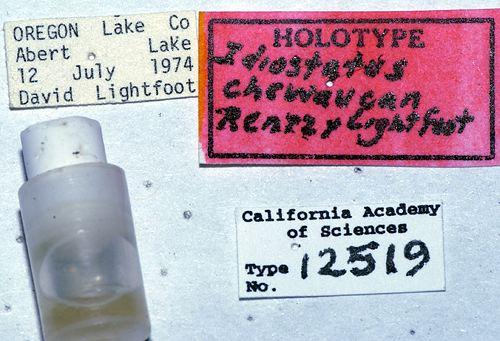 OREGON Lake Co
Abert Lake
12 July 1974
David Lightfoot
HOLOTYPE
Idiostatus
chewaucan
Rentz & Lightfoot
California Academy
of Sciences
Type
No. 12519